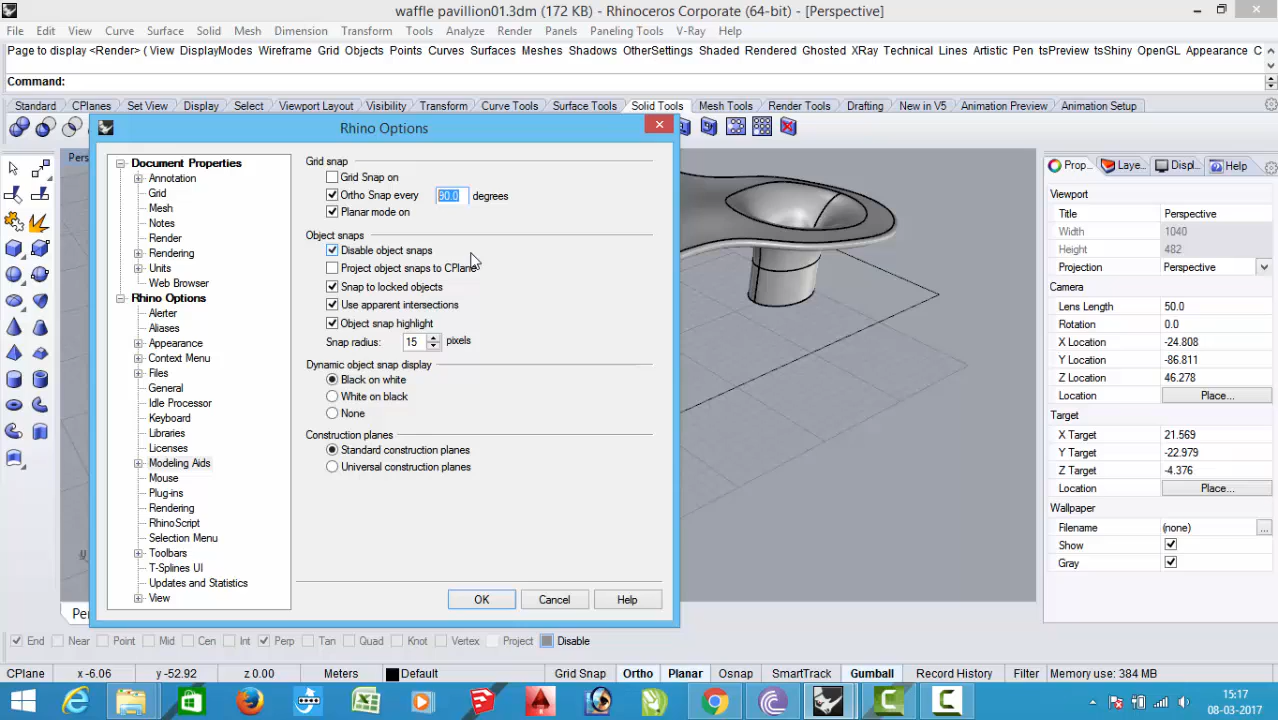 waffle pavillion01.3dm (172 KB) - Rhinoceros Corporate (64-bit) - [Perspective]
File Edit View Curve Surface Solid Mesh Dimension Transform Tools Analyze Render Panels Paneling Tools V-Ray Help
Page to display <Render> ( View DisplayModes Wireframe Grid Objects Points Curves Surfaces Meshes Shadows OtherSettings Shaded Rendered Ghosted XRay Technical Lines Artistic Pen tsPreview tsShiny OpenGL Appearance C
Command:
Standard CPlanes Set View Display Select Viewport Layout Visibility Transform Curve Tools Surface Tools Solid Tools Mesh Tools Render Tools Drafting New in V5 Animation Preview Animation Setup
Rhino Options
Document Properties
Annotation
Grid
Mesh
Notes
Render
Rendering
Units
Web Browser
Rhino Options
Alerter
Aliases
Appearance
Context Menu
Files
General
Idle Processor
Keyboard
Libraries
Licenses
Modeling Aids
Mouse
Plug-ins
Rendering
RhinoScript
Selection Menu
Toolbars
T-Splines UI
Updates and Statistics
View
Grid snap
Grid Snap on
Ortho Snap every 90.0 degrees
Planar mode on
Object snaps
Disable object snaps
Project object snaps to CPlane
Snap to locked objects
Use apparent intersections
Object snap highlight
Snap radius: 15 pixels
Dynamic object snap display
Black on white
White on black
None
Construction planes
Standard construction planes
Universal construction planes
OK Cancel Help
Pers
Per
Prop... Laye... Displ... Help
Viewport
Title Perspective
Width 1040
Height 482
Projection Perspective
Camera
Lens Length 50.0
Rotation 0.0
X Location -24.808
Y Location -86.811
Z Location 46.278
Location Place...
Target
X Target 21.569
Y Target -22.979
Z Target -4.376
Location Place...
Wallpaper
Filename (none) ...
Show
Gray
End Near Point Mid Cen Int Perp Tan Quad Knot Vertex Project Disable
CPlane x -6.06 y -52.92 z 0.00 Meters Default Grid Snap Ortho Planar Osnap SmartTrack Gumball Record History Filter Memory use: 384 MB
15:17
08-03-2017